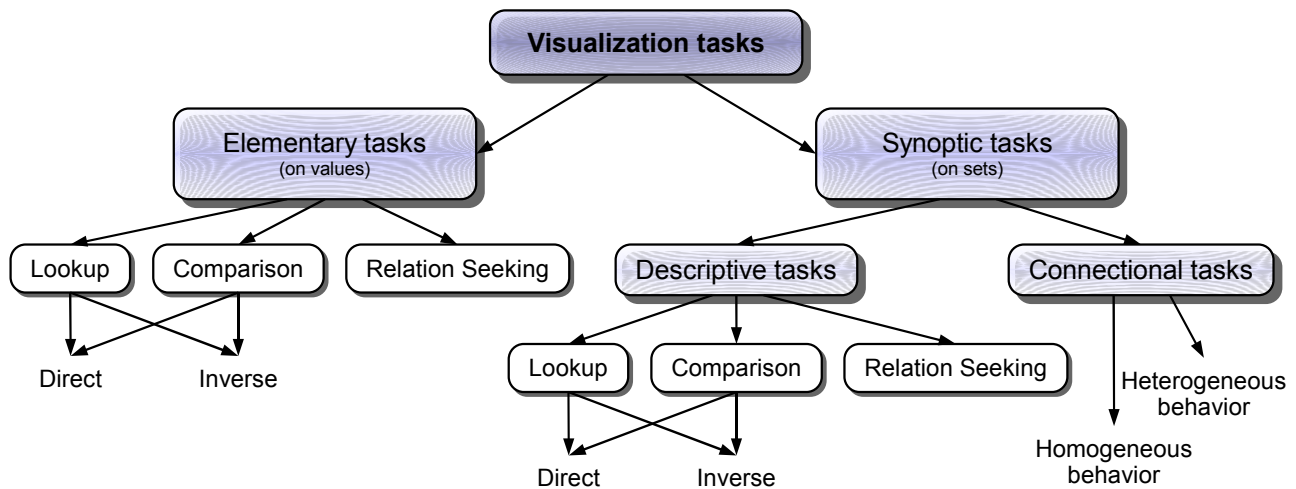 Visualization tasks
Elementary tasks
(on values)
Synoptic tasks
(on sets)
Lookup
Comparison
Relation Seeking
Descriptive tasks
Connectional tasks
Direct
Inverse
Lookup
Comparison
Relation Seeking
Heterogeneous
behavior
Homogeneous
behavior
Direct
Inverse